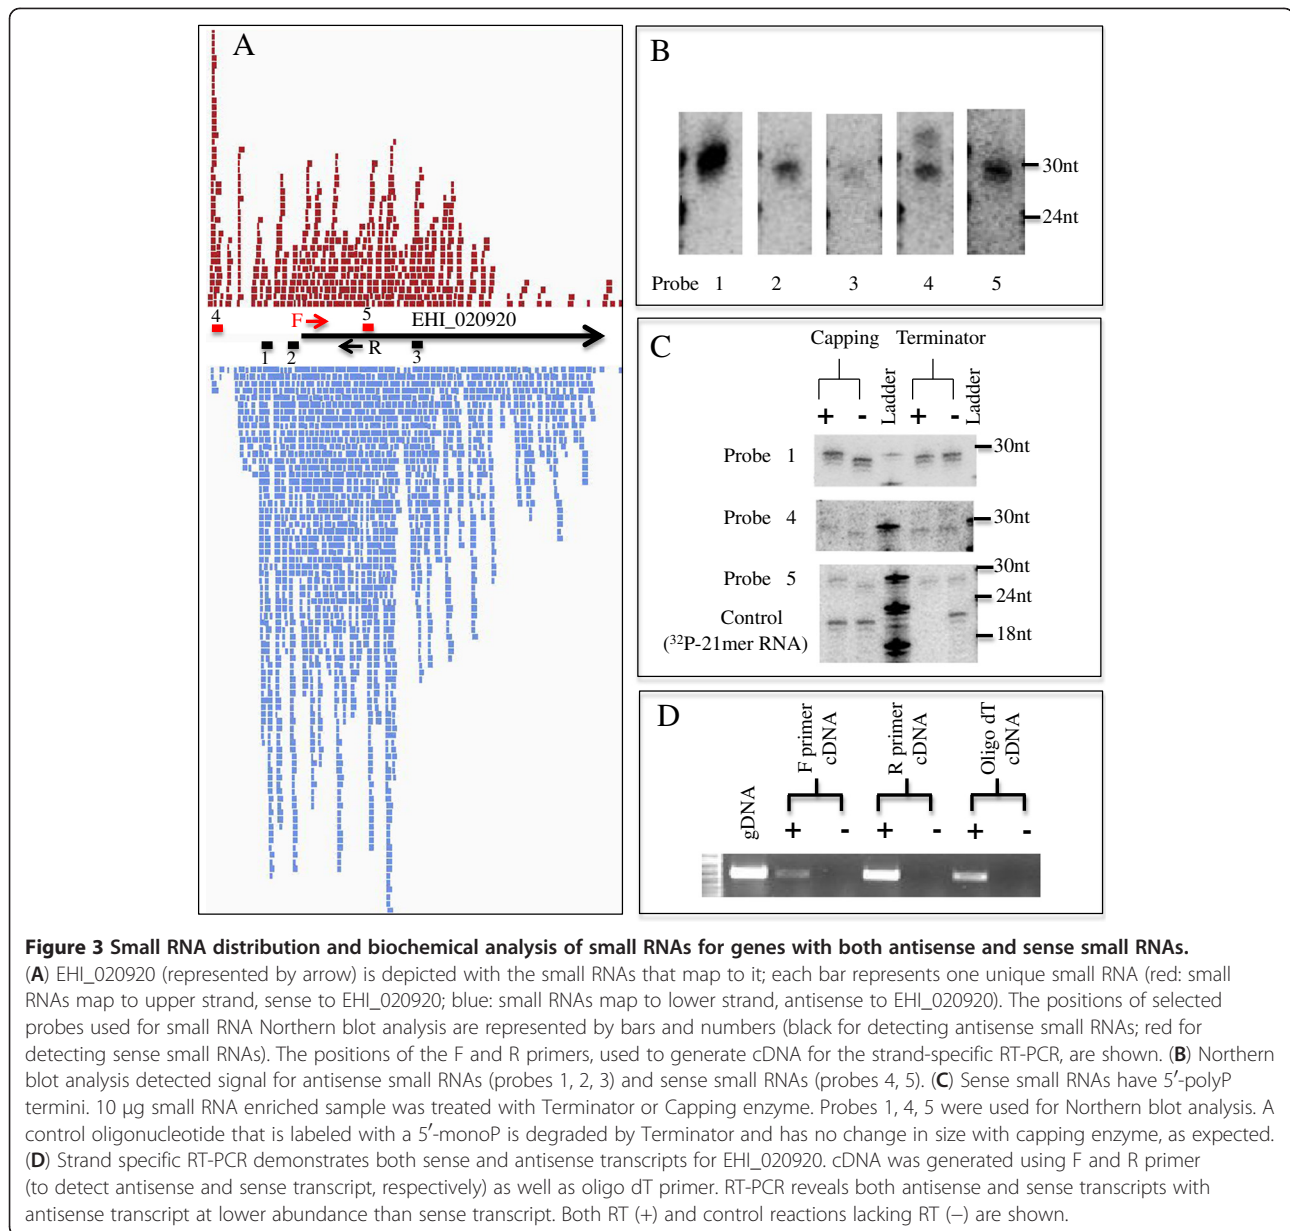 A
4
F
5
EHI_020920
1
2
R
3
B
30nt
24nt
Probe 1 2 3 4 5
C
Capping Terminator
+ - Ladder + - Ladder
Probe 1
30nt
Probe 4
30nt
Probe 5
30nt
24nt
Control
(³²P-21mer RNA)
18nt
D
gDNA
F primer
cDNA
R primer
cDNA
Oligo dT
cDNA
+ - + - + -
Figure 3 Small RNA distribution and biochemical analysis of small RNAs for genes with both antisense and sense small RNAs.
(A) EHI_020920 (represented by arrow) is depicted with the small RNAs that map to it; each bar represents one unique small RNA (red: small
RNAs map to upper strand, sense to EHI_020920; blue: small RNAs map to lower strand, antisense to EHI_020920). The positions of selected
probes used for small RNA Northern blot analysis are represented by bars and numbers (black for detecting antisense small RNAs; red for
detecting sense small RNAs). The positions of the F and R primers, used to generate cDNA for the strand-specific RT-PCR, are shown. (B) Northern
blot analysis detected signal for antisense small RNAs (probes 1, 2, 3) and sense small RNAs (probes 4, 5). (C) Sense small RNAs have 5′-polyP
termini. 10 μg small RNA enriched sample was treated with Terminator or Capping enzyme. Probes 1, 4, 5 were used for Northern blot analysis. A
control oligonucleotide that is labeled with a 5′-monoP is degraded by Terminator and has no change in size with capping enzyme, as expected.
(D) Strand specific RT-PCR demonstrates both sense and antisense transcripts for EHI_020920. cDNA was generated using F and R primer
(to detect antisense and sense transcript, respectively) as well as oligo dT primer. RT-PCR reveals both antisense and sense transcripts with
antisense transcript at lower abundance than sense transcript. Both RT (+) and control reactions lacking RT (−) are shown.